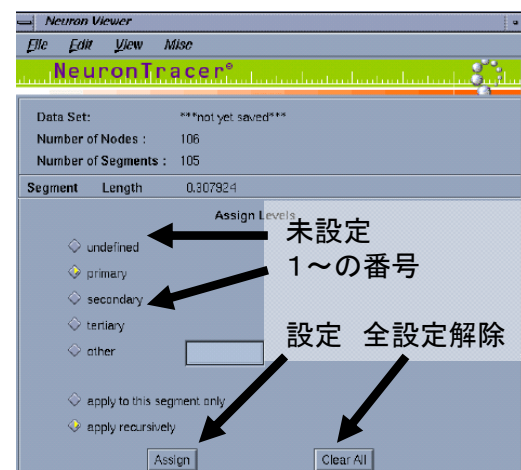 Neuron Viewer
File Edit View Misc
NeuronTracer®
Data Set: ***not yet saved***
Number of Nodes : 106
Number of Segments : 105
Segment Length 0.307924
Assign Levels
未設定
undefined
1～の番号
primary
secondary
tertiary
設定 全設定解除
other
apply to this segment only
apply recursively
Assign Clear All